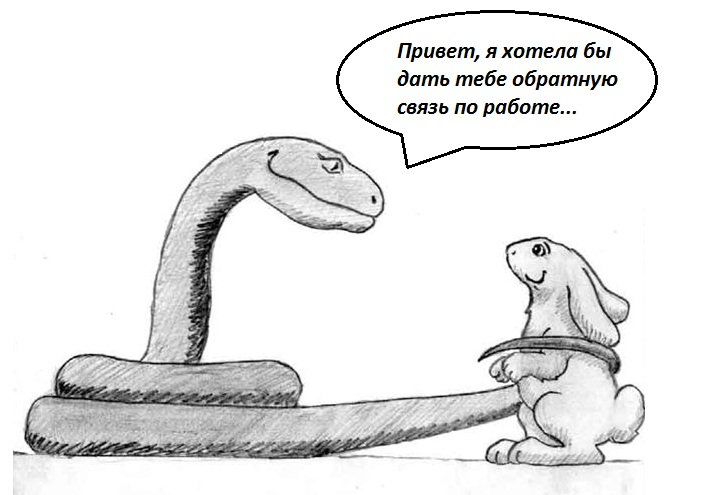 Привет, я хотела бы
дать тебе обратную
связь по работе...